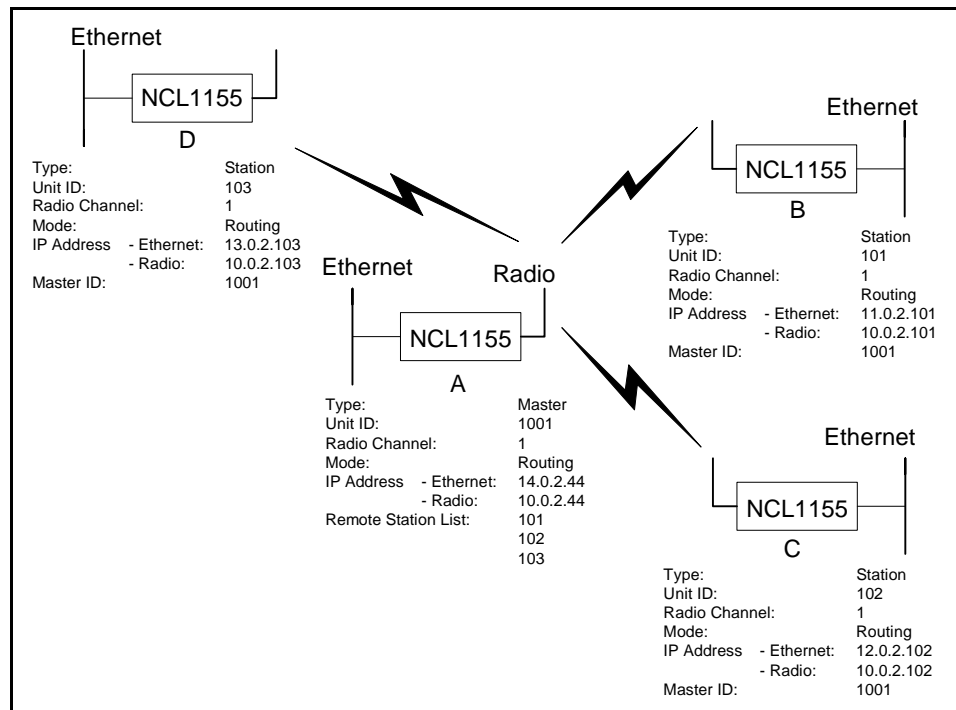 Ethernet
NCL1155
D
Type: Station
Unit ID: 103
Radio Channel: 1
Mode: Routing
IP Address - Ethernet: 13.0.2.103
- Radio: 10.0.2.103
Master ID: 1001
Ethernet
NCL1155
B
Type: Station
Unit ID: 101
Radio Channel: 1
Mode: Routing
IP Address - Ethernet: 11.0.2.101
- Radio: 10.0.2.101
Master ID: 1001
Ethernet
Radio
NCL1155
A
Type: Master
Unit ID: 1001
Radio Channel: 1
Mode: Routing
IP Address - Ethernet: 14.0.2.44
- Radio: 10.0.2.44
Remote Station List: 101
102
103
Ethernet
NCL1155
C
Type: Station
Unit ID: 102
Radio Channel: 1
Mode: Routing
IP Address - Ethernet: 12.0.2.102
- Radio: 10.0.2.102
Master ID: 1001